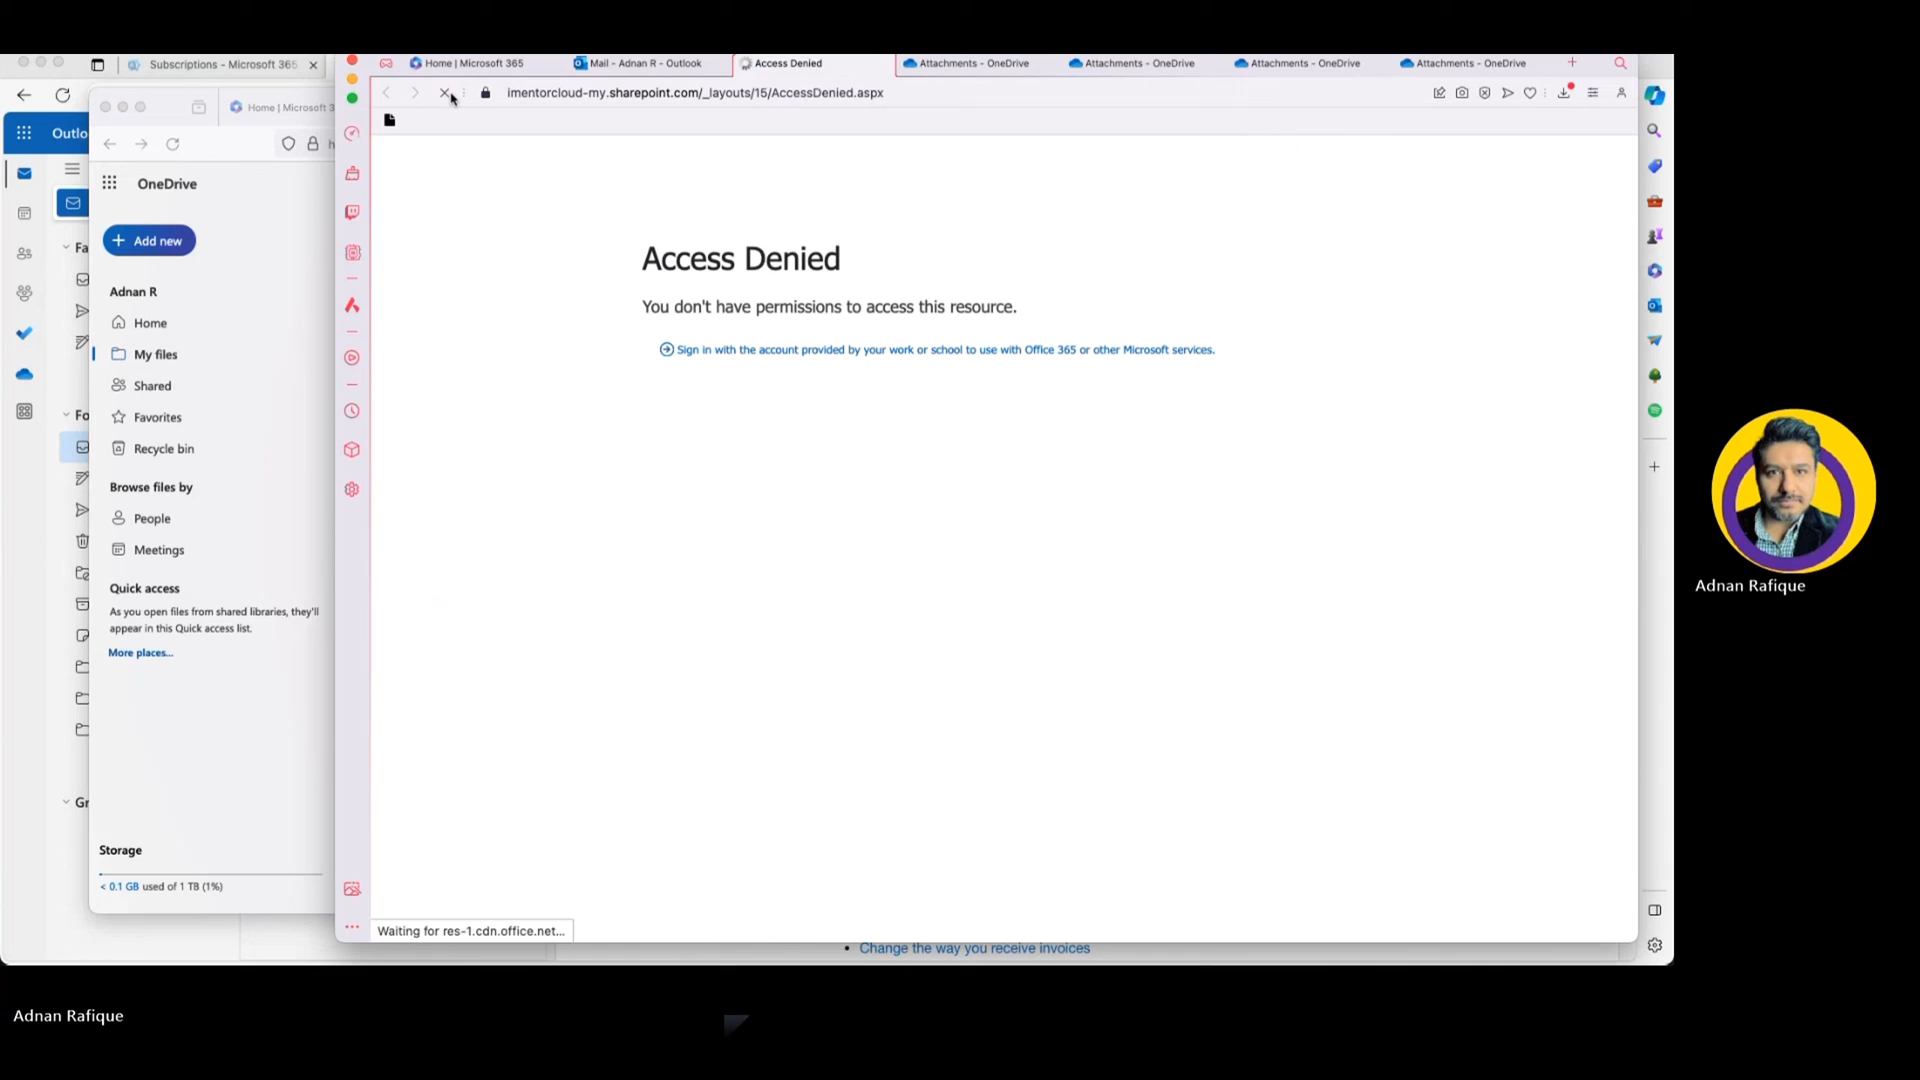 Subscriptions - Microsoft 365
Home | Microsoft 365
Mail - Adnan R - Outlook
Access Denied
Attachments - OneDrive
Attachments - OneDrive
Attachments - OneDrive
Attachments - OneDrive
imentorcloud-my.sharepoint.com/_layouts/15/AccessDenied.aspx
Home | Microsoft 3
Outlo
h
OneDrive
Add new
Fa
Adnan R
Home
My files
Shared
Favorites
Recycle bin
Fo
Browse files by
People
Meetings
Quick access
As you open files from shared libraries, they'll
appear in this Quick access list.
More places...
Gr
Storage
< 0.1 GB used of 1 TB (1%)
Access Denied
You don't have permissions to access this resource.
Sign in with the account provided by your work or school to use with Office 365 or other Microsoft services.
Waiting for res-1.cdn.office.net...
Change the way you receive invoices
Adnan Rafique
Adnan Rafique